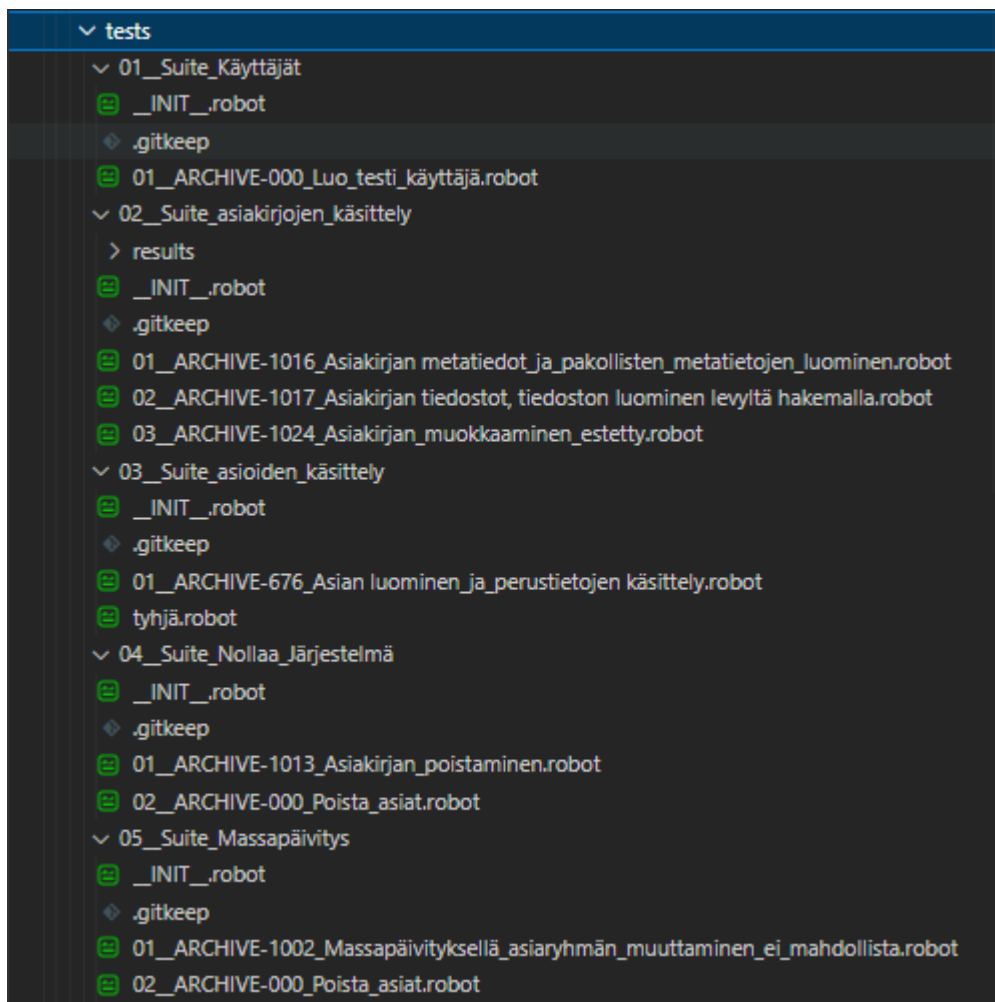 tests
01__Suite_Käyttäjät
__INIT__.robot
.gitkeep
01__ARCHIVE-000_Luo_testi_käyttäjä.robot
02__Suite_asiakirjojen_käsittely
results
__INIT__.robot
.gitkeep
01__ARCHIVE-1016_Asiakirjan metatiedot_ja_pakollisten_metatietojen_luominen.robot
02__ARCHIVE-1017_Asiakirjan tiedostot, tiedoston luominen levyltä hakemalla.robot
03__ARCHIVE-1024_Asiakirjan_muokkaaminen_estetty.robot
03__Suite_asioiden_käsittely
__INIT__.robot
.gitkeep
01__ARCHIVE-676_Asian luominen_ja_perustietojen käsittely.robot
tyhjä.robot
04__Suite_Nollaa_Järjestelmä
__INIT__.robot
.gitkeep
01__ARCHIVE-1013_Asiakirjan_poistaminen.robot
02__ARCHIVE-000_Poista_asiat.robot
05__Suite_Massapäivitys
__INIT__.robot
.gitkeep
01__ARCHIVE-1002_Massapäivityksellä_asiaryhmän_muuttaminen_ei_mahdollista.robot
02__ARCHIVE-000_Poista_asiat.robot